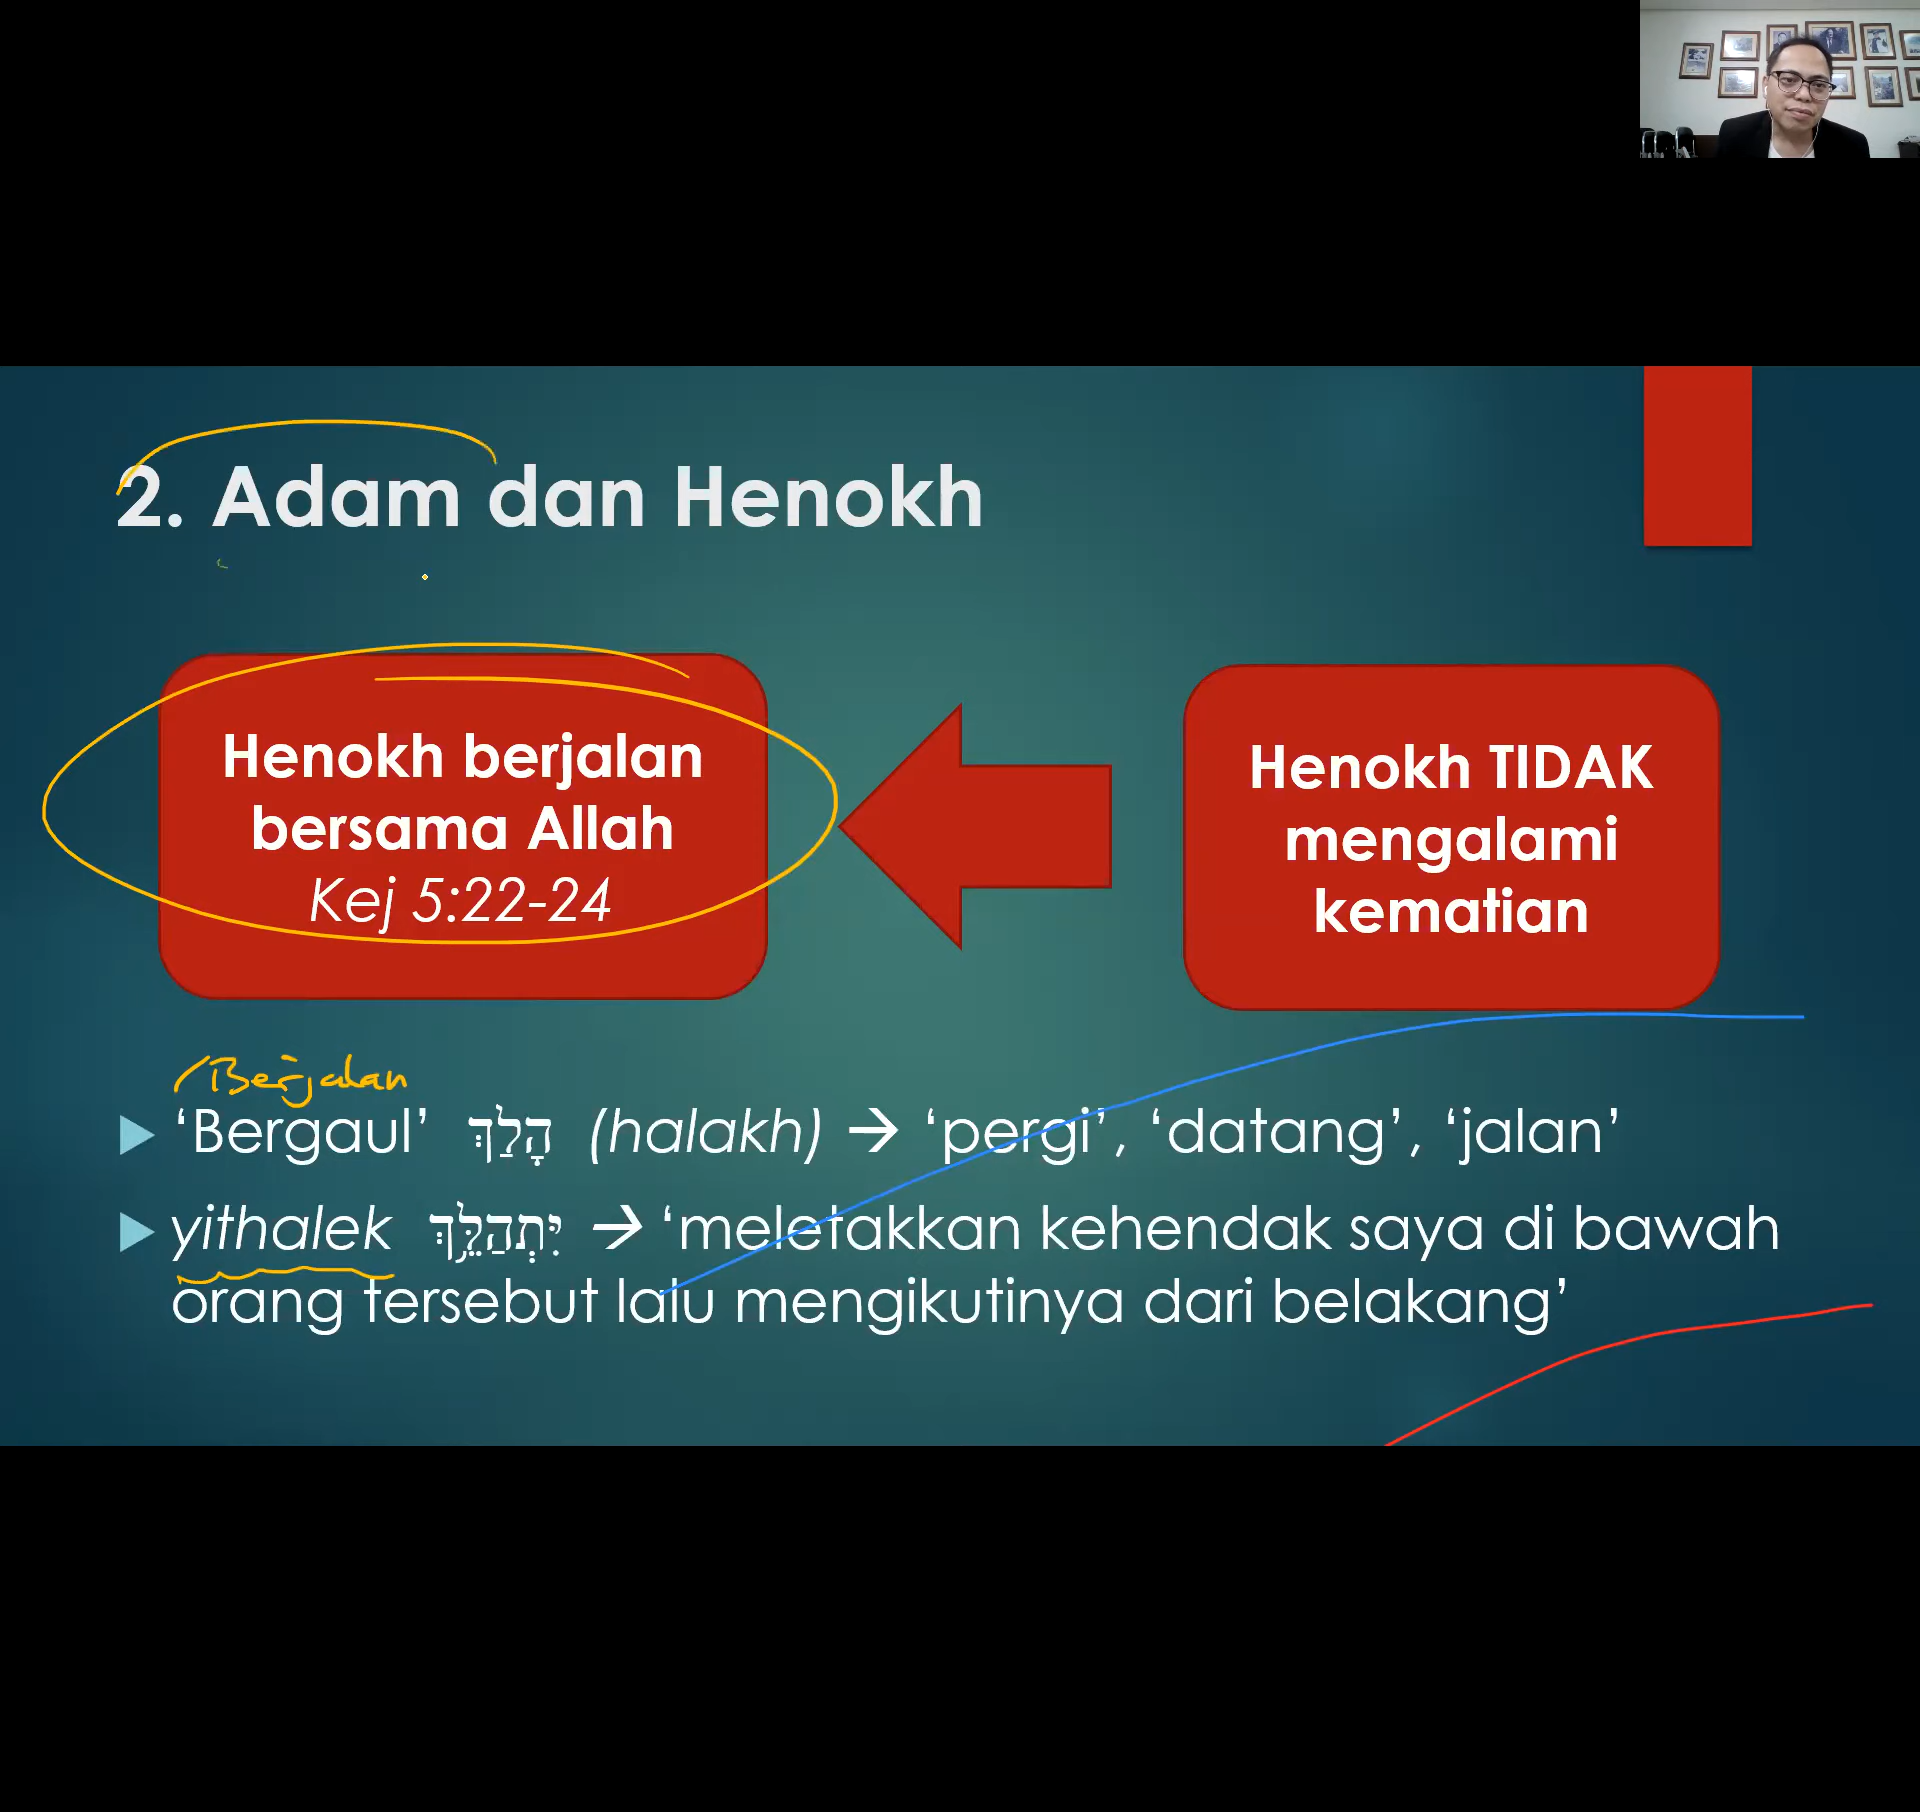 2. Adam dan Henokh
Henokh berjalan
bersama Allah
Kej 5:22-24
Henokh TIDAK
mengalami
kematian
Berjalan
‘Bergaul’ הָלַךְ (halakh) → ‘pergi’, ‘datang’, ‘jalan’
yithalek יִּתְהַלֵּךְ → ‘meletakkan kehendak saya di bawah
orang tersebut lalu mengikutinya dari belakang’